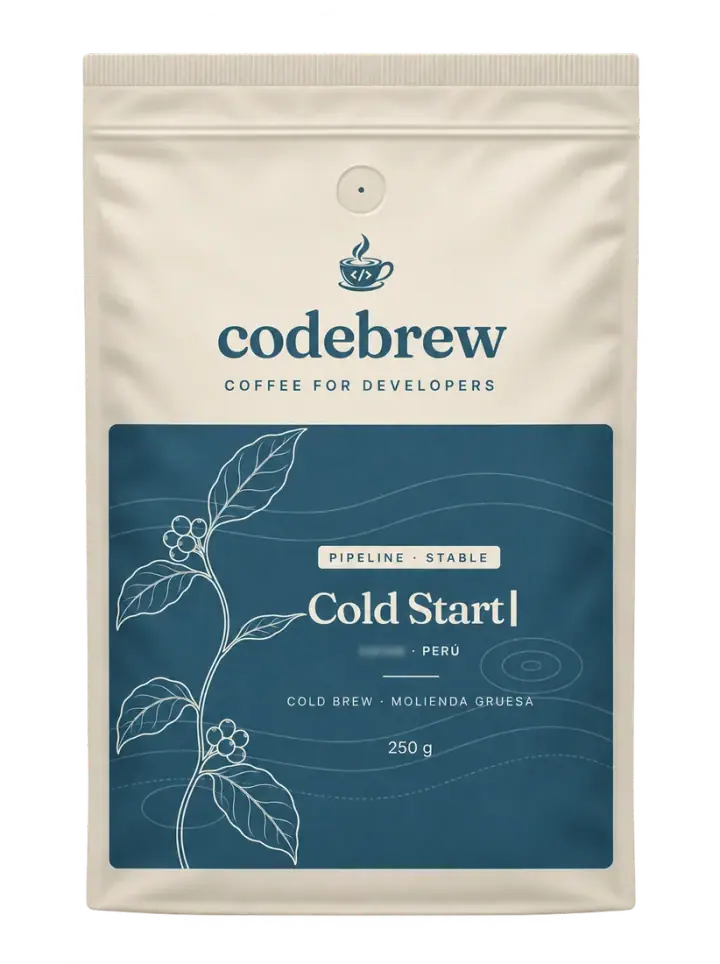 </>
codebrew
COFFEE FOR DEVELOPERS
PIPELINE · STABLE
Cold Start|
· PERÚ
COLD BREW · MOLIENDA GRUESA
250 g